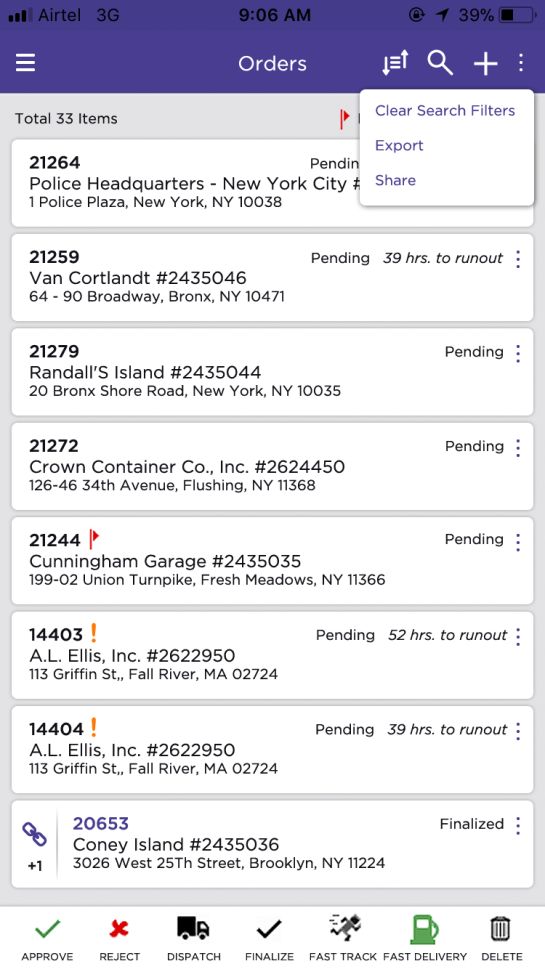 Airtel 3G 9:06 AM 39%
Orders
Total 33 Items
Clear Search Filters
Export
Share
21264
Police Headquarters - New York City
1 Police Plaza, New York, NY 10038
21259 Pending 39 hrs. to runout
Van Cortlandt #2435046
64 - 90 Broadway, Bronx, NY 10471
21279 Pending
Randall'S Island #2435044
20 Bronx Shore Road, New York, NY 10035
21272 Pending
Crown Container Co., Inc. #2624450
126-46 34th Avenue, Flushing, NY 11368
21244 Pending
Cunningham Garage #2435035
199-02 Union Turnpike, Fresh Meadows, NY 11366
14403 Pending 52 hrs. to runout
A.L. Ellis, Inc. #2622950
113 Griffin St,, Fall River, MA 02724
14404 Pending 39 hrs. to runout
A.L. Ellis, Inc. #2622950
113 Griffin St,, Fall River, MA 02724
20653 Finalized
Coney Island #2435036
3026 West 25Th Street, Brooklyn, NY 11224
+1
APPROVE REJECT DISPATCH FINALIZE FAST TRACK FAST DELIVERY DELETE